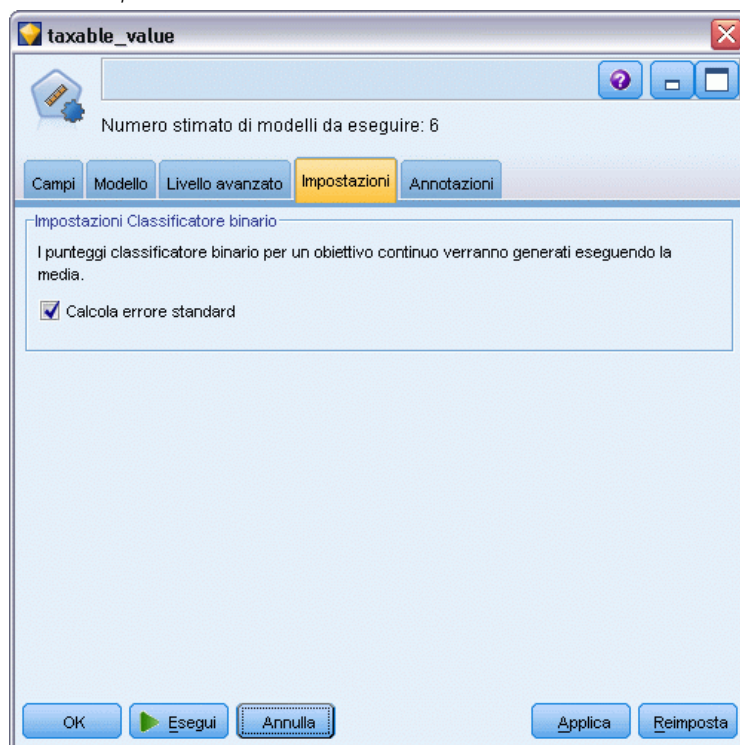 taxable_value
Numero stimato di modelli da eseguire: 6
Campi Modello Livello avanzato Impostazioni Annotazioni
Impostazioni Classificatore binario
I punteggi classificatore binario per un obiettivo continuo verranno generati eseguendo la
media.
Calcola errore standard
OK Esegui Annulla Applica Reimposta